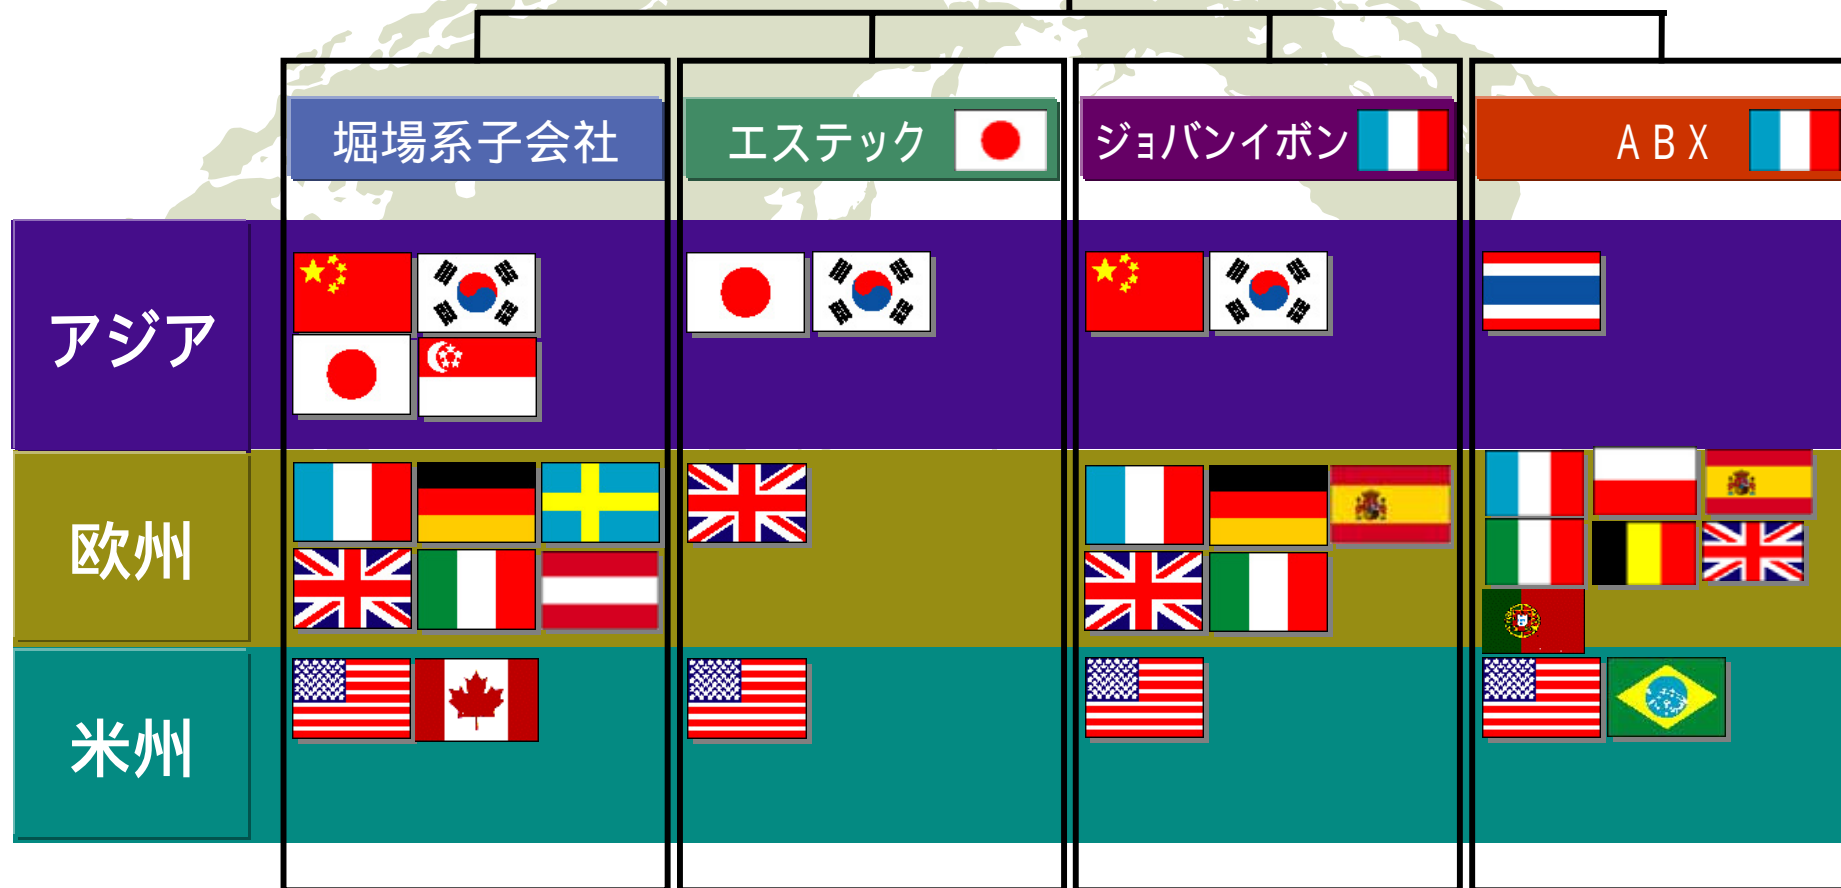 堀場系子会社
エステック
ジョバンイボン
ABX
アジア
欧州
米州